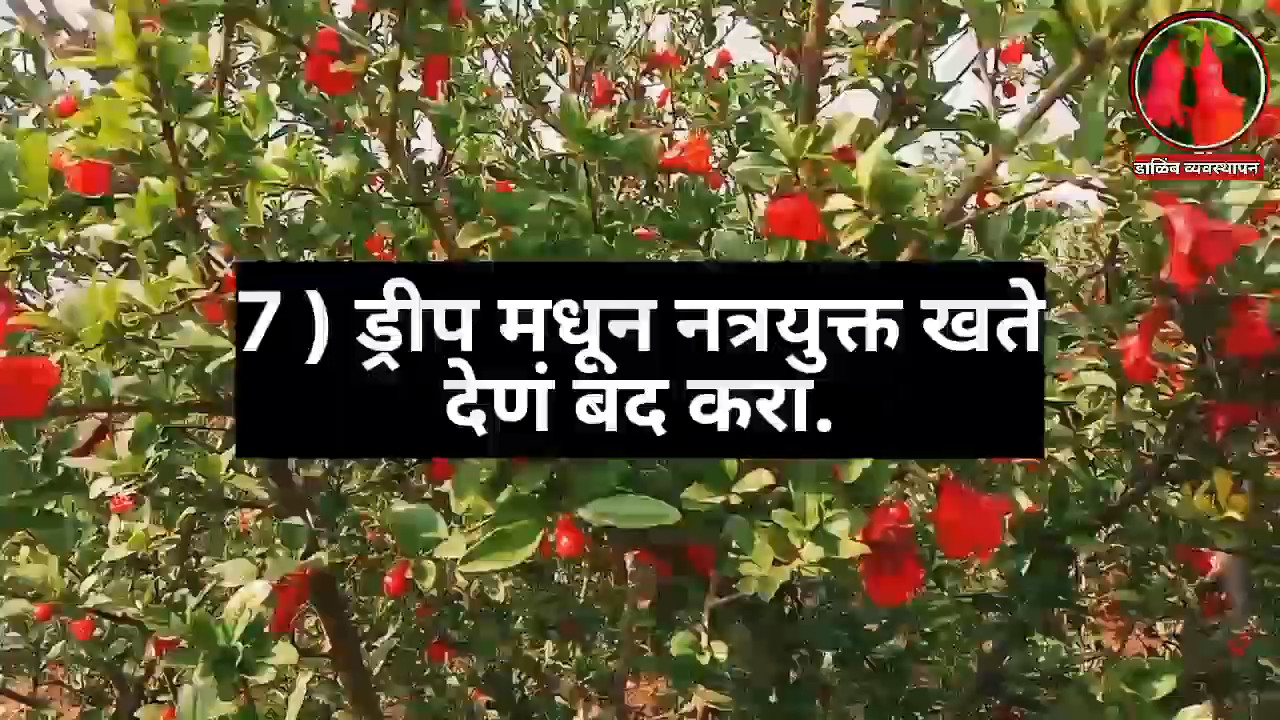 डाळिंब व्यवस्थापन
7 ) ड्रीप मधून नत्रयुक्त खते
देणं बंद करा.